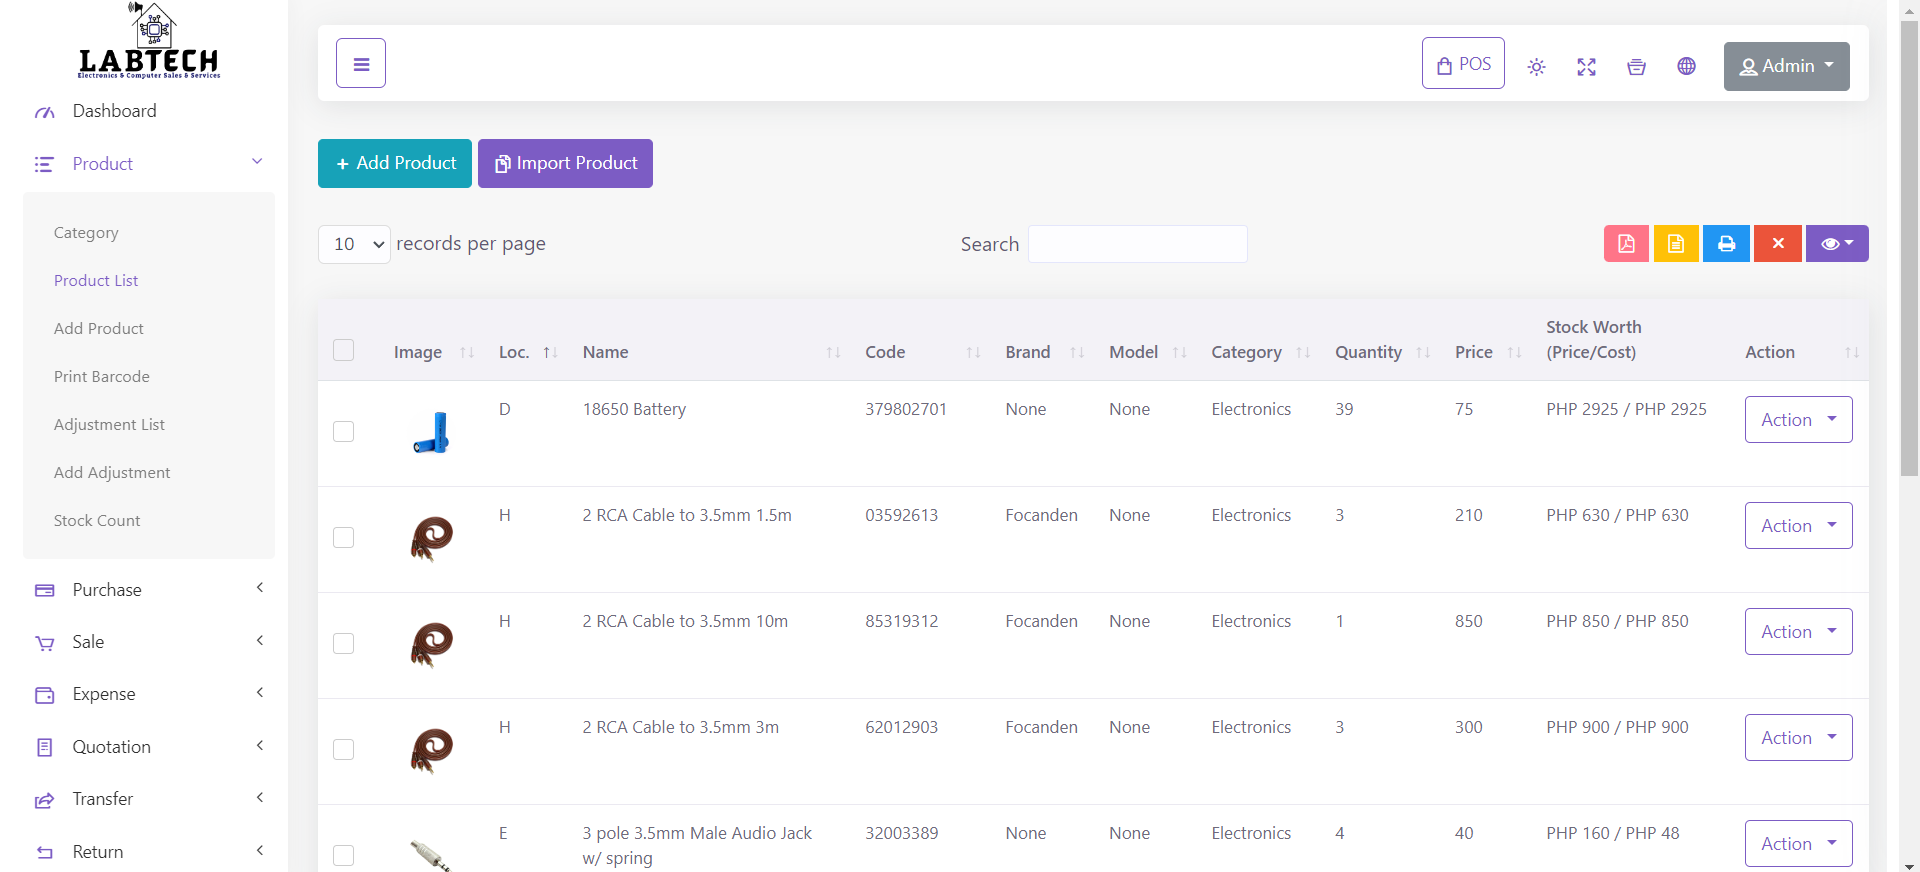 LABTECH
Electronics & Computer Sales & Services
Dashboard
Product
Category
Product List
Add Product
Print Barcode
Adjustment List
Add Adjustment
Stock Count
Purchase
Sale
Expense
Quotation
Transfer
Return
POS
Admin
+ Add Product
Import Product
10 records per page
Search
Image Loc. Name Code Brand Model Category Quantity Price Stock Worth (Price/Cost) Action
D 18650 Battery 379802701 None None Electronics 39 75 PHP 2925 / PHP 2925 Action
H 2 RCA Cable to 3.5mm 1.5m 03592613 Focanden None Electronics 3 210 PHP 630 / PHP 630 Action
H 2 RCA Cable to 3.5mm 10m 85319312 Focanden None Electronics 1 850 PHP 850 / PHP 850 Action
H 2 RCA Cable to 3.5mm 3m 62012903 Focanden None Electronics 3 300 PHP 900 / PHP 900 Action
E 3 pole 3.5mm Male Audio Jack w/ spring 32003389 None None Electronics 4 40 PHP 160 / PHP 48 Action